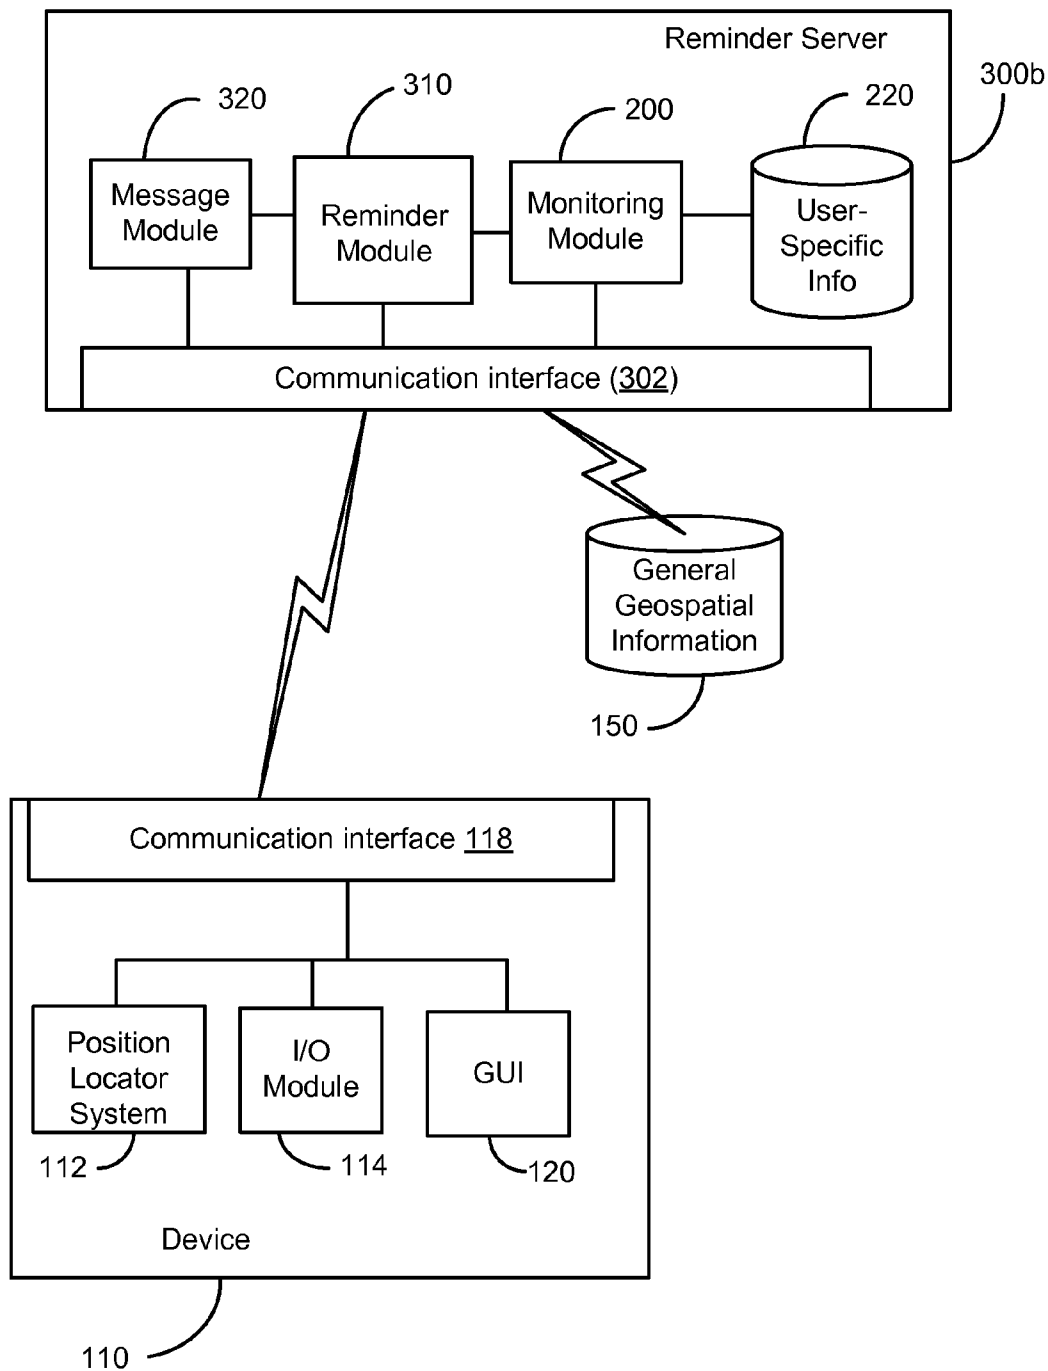 Reminder Server
300b
320
310
200
220
Message
Module
Reminder
Module
Monitoring
Module
User-
Specific
Info
Communication interface (302)
General
Geospatial
Information
150
Communication interface 118
Position
Locator
System
I/O
Module
GUI
112
114
120
Device
110